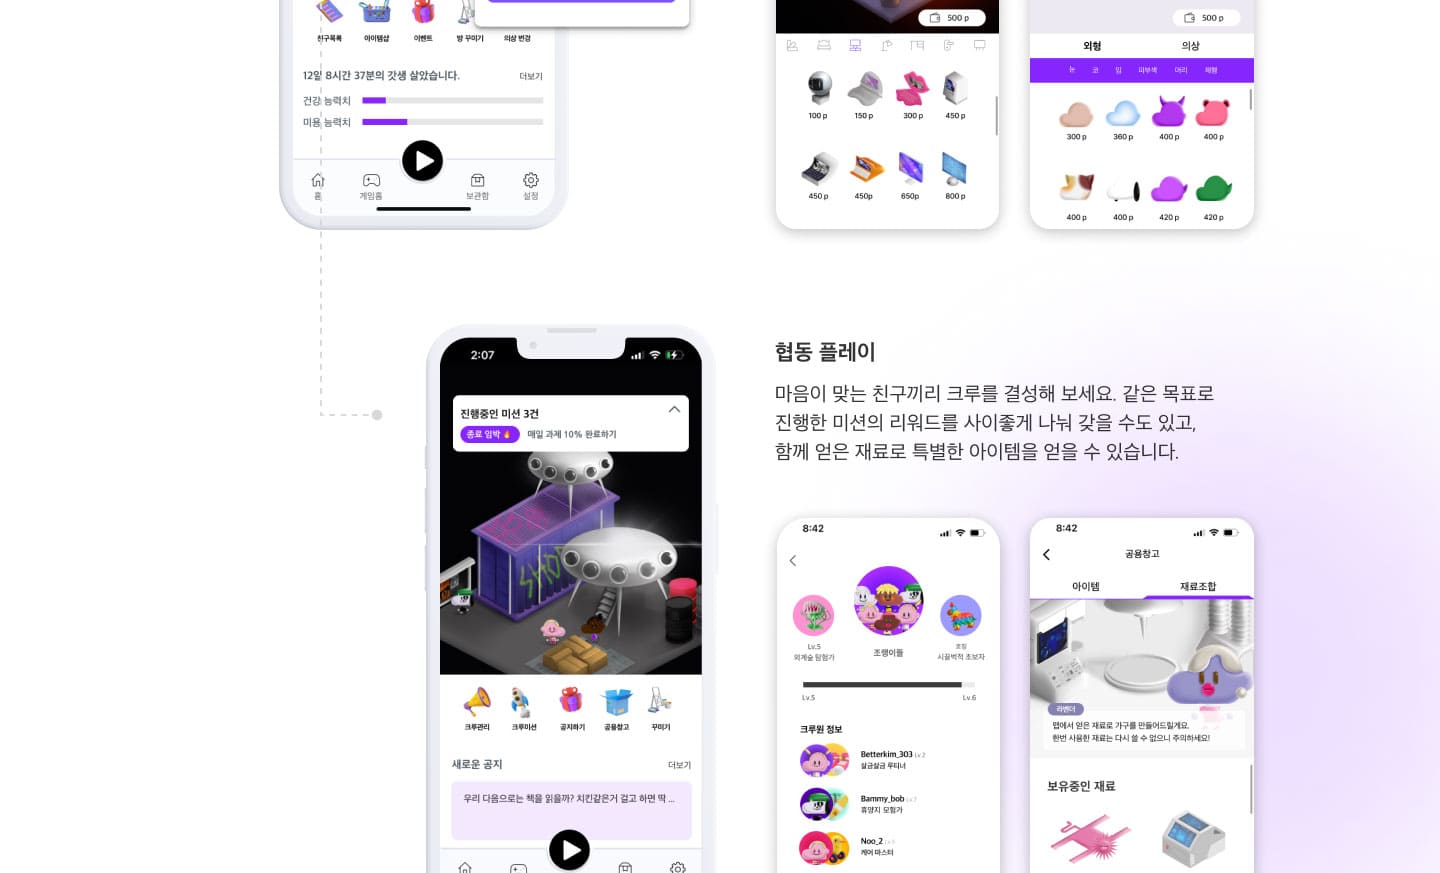 친구목록
아이템샵
이벤트
방 꾸미기
의상 변경
12일 8시간 37분의 갓생 살았습니다.
더보기
건강 능력치
미용 능력치
홈
게임홈
보관함
설정
500 p
100 p
150 p
300 p
450 p
450 p
450p
650p
800 p
500 p
외형
의상
눈
코
입
피부색
머리
체형
300 p
360 p
400 p
400 p
400 p
400 p
420 p
420 p
2:07
진행중인 미션 3건
종료 임박
매일 과제 10% 완료하기
SHOP
크루관리
크루미션
공지하기
공용창고
꾸미기
새로운 공지
더보기
우리 다음으로는 책을 읽을까? 치킨같은거 걸고 하면 딱 ...
협동 플레이
마음이 맞는 친구끼리 크루를 결성해 보세요. 같은 목표로
진행한 미션의 리워드를 사이좋게 나눠 갖을 수도 있고,
함께 얻은 재료로 특별한 아이템을 얻을 수 있습니다.
8:42
Lv.5
외계숲 탐험가
조랭이들
호칭
시끌벅적 초보자
Lv.5
Lv.6
크루원 정보
Betterkim_303 Lv.2
살금살금 루티너
Bammy_bob Lv.7
휴양지 모험가
Noo_2
케어 마스터
8:42
공용창고
아이템
재료조합
라벤더
맵에서 얻은 재료로 가구를 만들어드릴게요.
한번 사용한 재료는 다시 쓸 수 없으니 주의하세요!
보유중인 재료